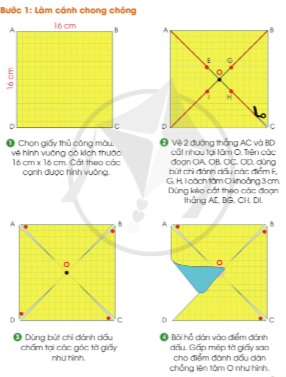 Bước 1: Làm cánh chong chóng
16 cm
A
B
16 cm
D
C
A
B
E
G
O
I
H
D
C
1 Chọn giấy thủ công màu,
vẽ hình vuông có kích thước
16 cm x 16 cm. Cắt theo các
cạnh được hình vuông.
2 Vẽ 2 đường thẳng AC và BD
cắt nhau tại tâm O. Trên các
đoạn OA, OB, OC, OD, dùng
bút chì đánh dấu các điểm E,
G, H, I cách tâm O khoảng 3 cm.
Dùng kéo cắt theo các đoạn
thẳng AE, BG, CH, DI.
A
B
O
D
C
A
B
O
D
C
3 Dùng bút chì đánh dấu
chấm tại các góc tờ giấy
như hình.
4 Bôi hồ dán vào điểm đánh
dấu. Gấp mép tờ giấy sao
cho điểm đánh dấu dán
chồng lên tâm O như hình.